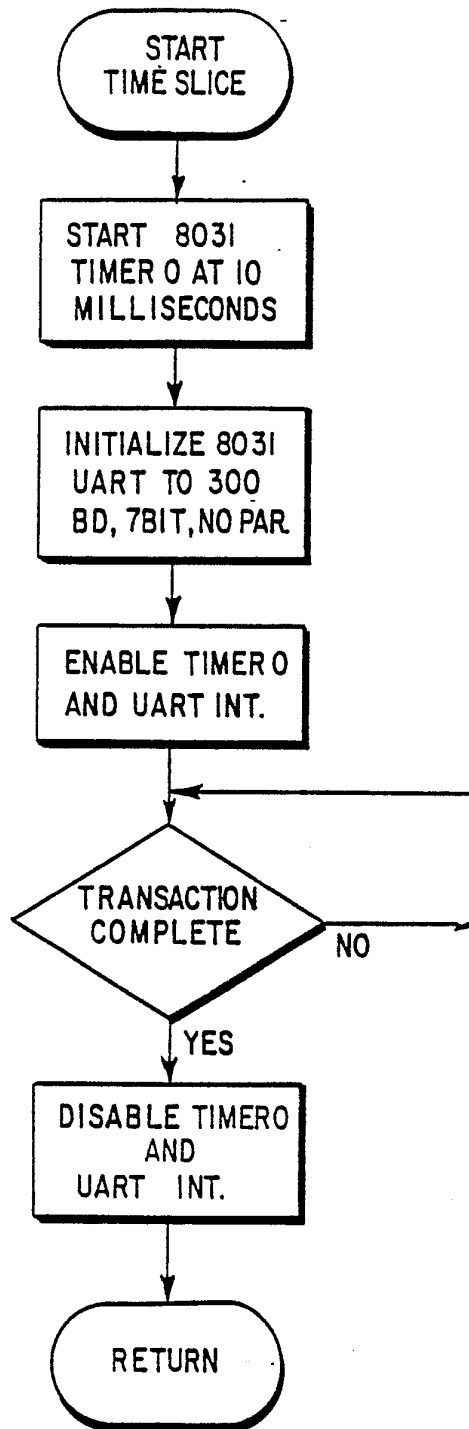 START
TIME SLICE
START 8031
TIMER 0 AT 10
MILLISECONDS
INITIALIZE 8031
UART TO 300
BD, 7BIT, NO PAR.
ENABLE TIMER 0
AND UART INT.
TRANSACTION
COMPLETE
NO
YES
DISABLE TIMER0
AND
UART INT.
RETURN